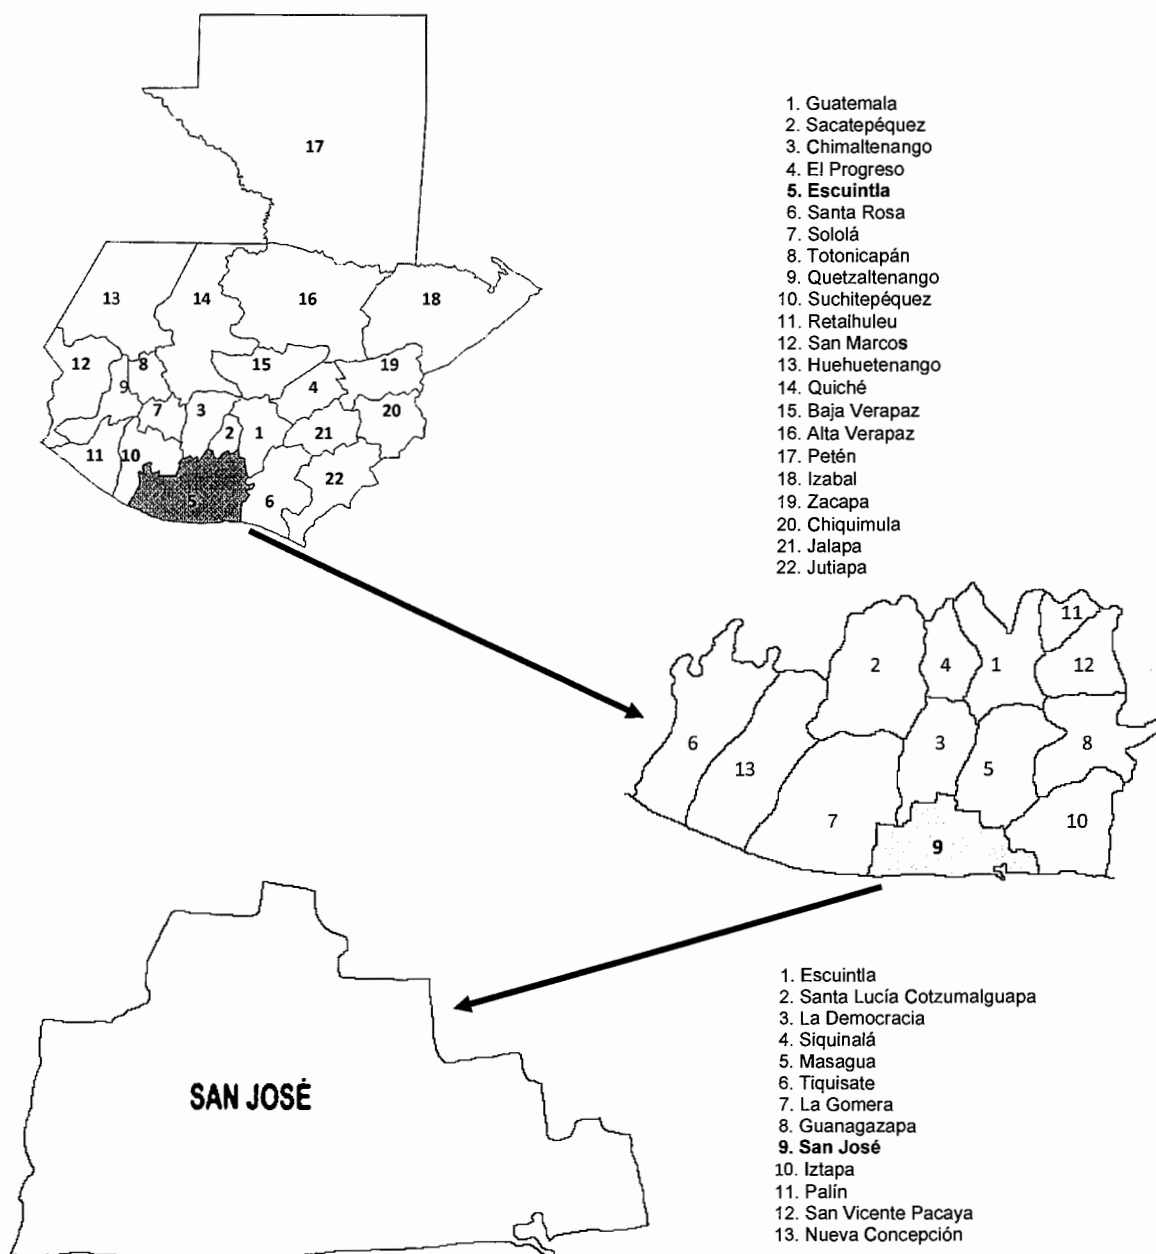 17
13
14
16
18
12
8
9
15
19
4
7
3
2
1
20
21
11
10
22
5
6
1. Guatemala
2. Sacatepéquez
3. Chimaltenango
4. El Progreso
5. Escuintla
6. Santa Rosa
7. Sololá
8. Totonicapán
9. Quetzaltenango
10. Suchitepéquez
11. Retalhuleu
12. San Marcos
13. Huehuetenango
14. Quiché
15. Baja Verapaz
16. Alta Verapaz
17. Petén
18. Izabal
19. Zacapa
20. Chiquimula
21. Jalapa
22. Jutiapa
11
2
4
1
12
6
13
3
5
8
7
9
10
SAN JOSÉ
1. Escuintla
2. Santa Lucía Cotzumalguapa
3. La Democracia
4. Siquinalá
5. Masagua
6. Tiquisate
7. La Gomera
8. Guanagazapa
9. San José
10. Iztapa
11. Palín
12. San Vicente Pacaya
13. Nueva Concepción